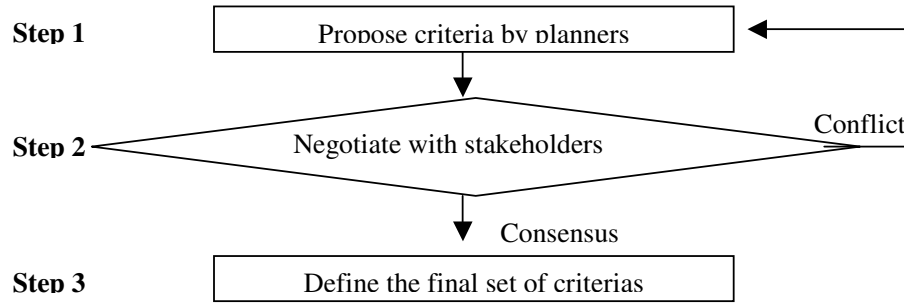 Step 1
Propose criteria by planners
Conflict
Step 2
Negotiate with stakeholders
Consensus
Step 3
Define the final set of criterias